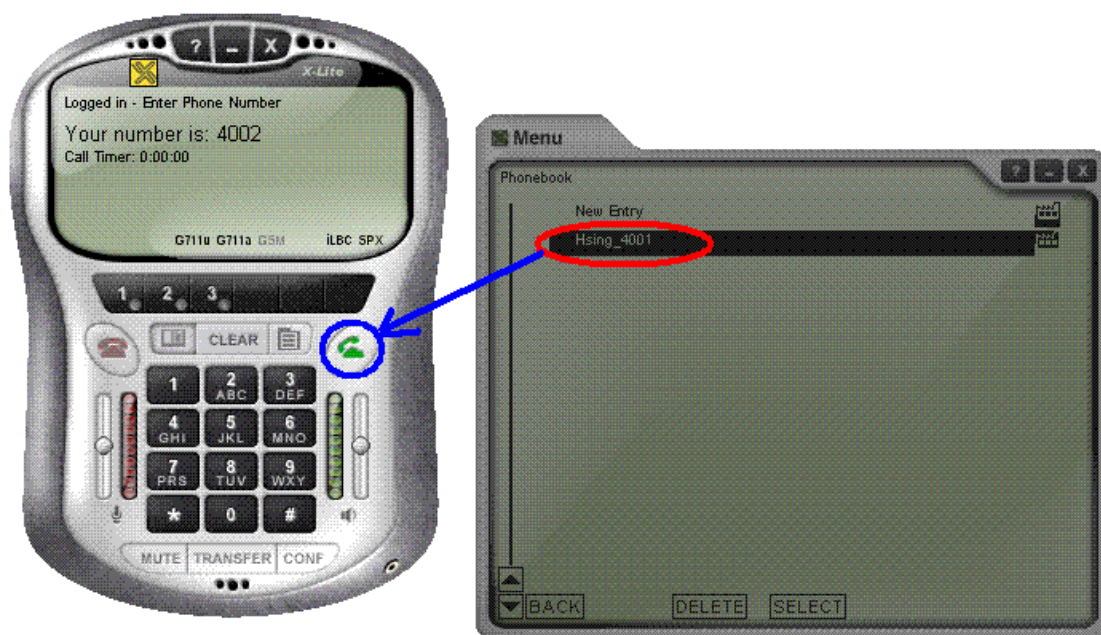 ? – X
X-Lite
Logged in - Enter Phone Number
Your number is: 4002
Call Timer: 0:00:00
G711u G711a GSM iLBC SPX
1 2 3
CLEAR
1 2 3
ABC DEF
4 5 6
GHI JKL MNO
7 8 9
PRS TUV WXY
* 0 #
MUTE TRANSFER CONF
Menu
? – X
Phonebook
New Entry
Hsing_4001
BACK DELETE SELECT